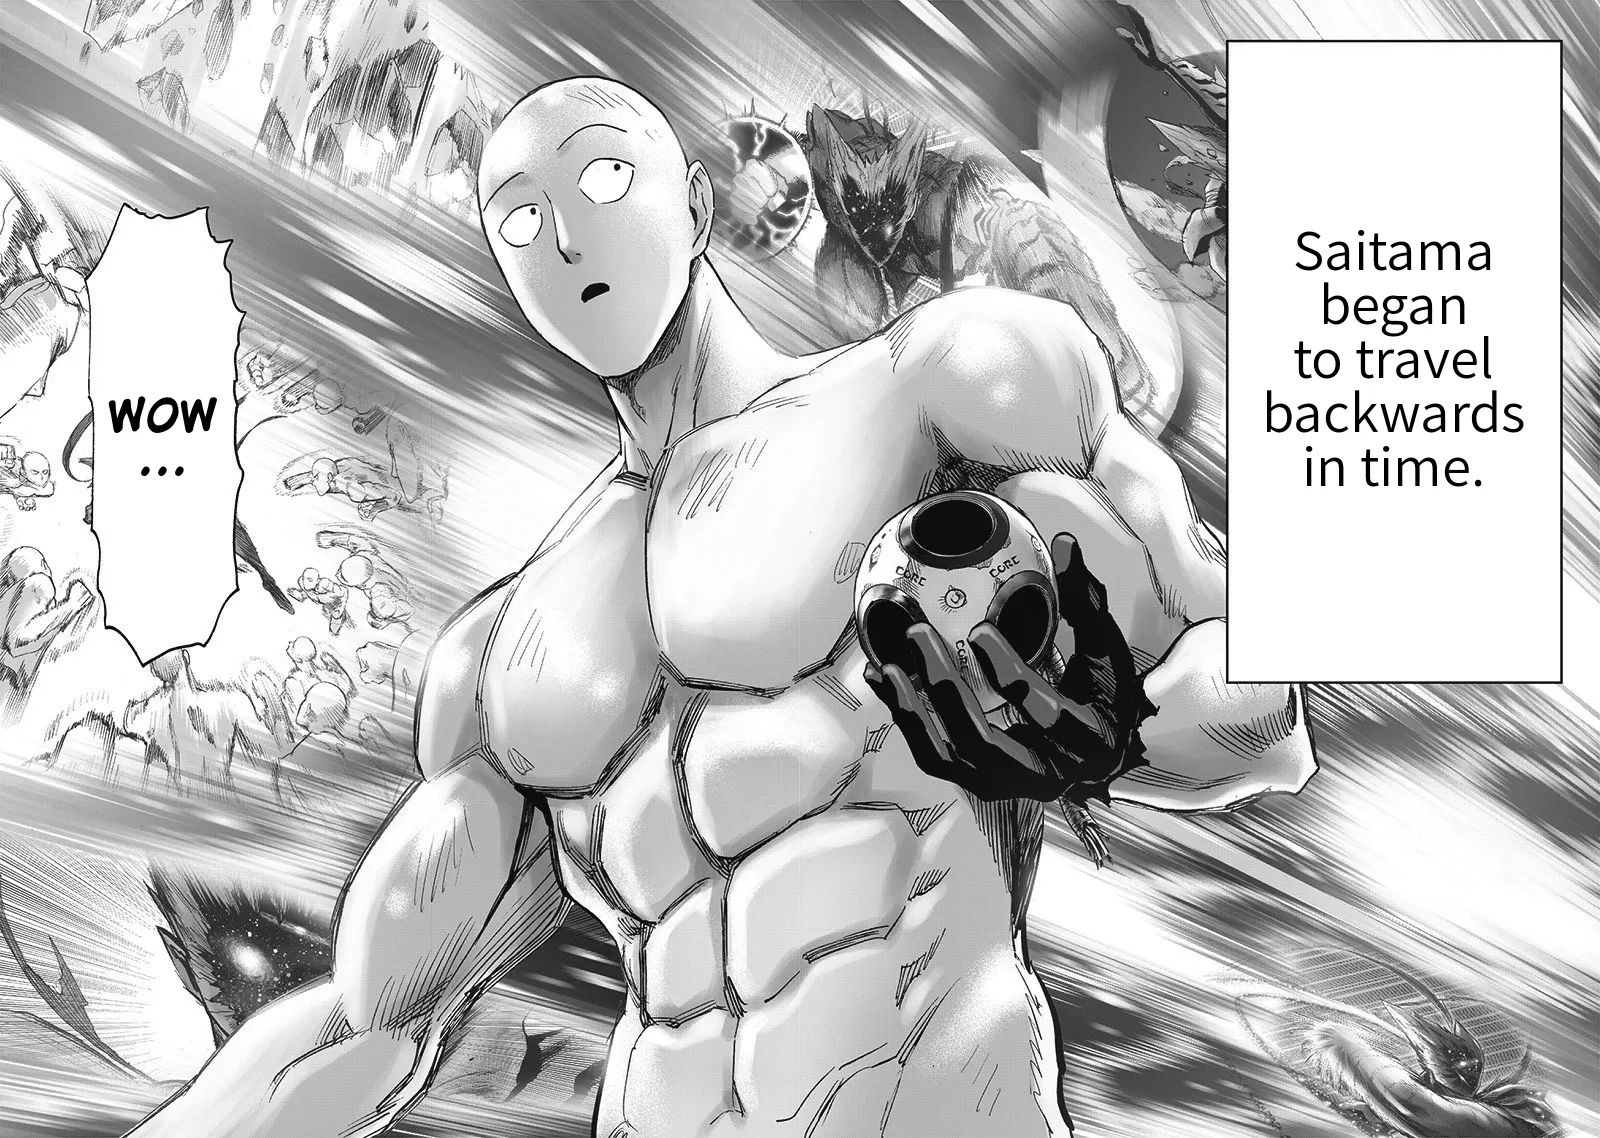 Saitama
began
to travel
backwards
in time.
WOW
...
CORE
CORE
CORE